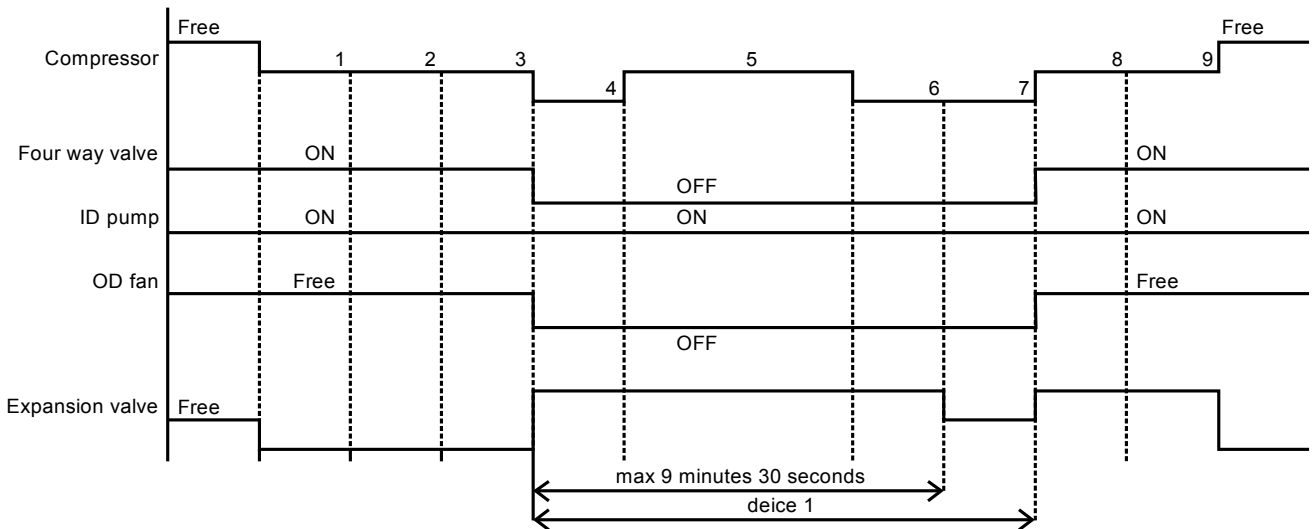 Free Free
Compressor 1 2 3 4 5 6 7 8 9
Four way valve ON OFF ON
ID pump ON ON ON
OD fan Free OFF Free
Expansion valve Free
max 9 minutes 30 seconds
deice 1